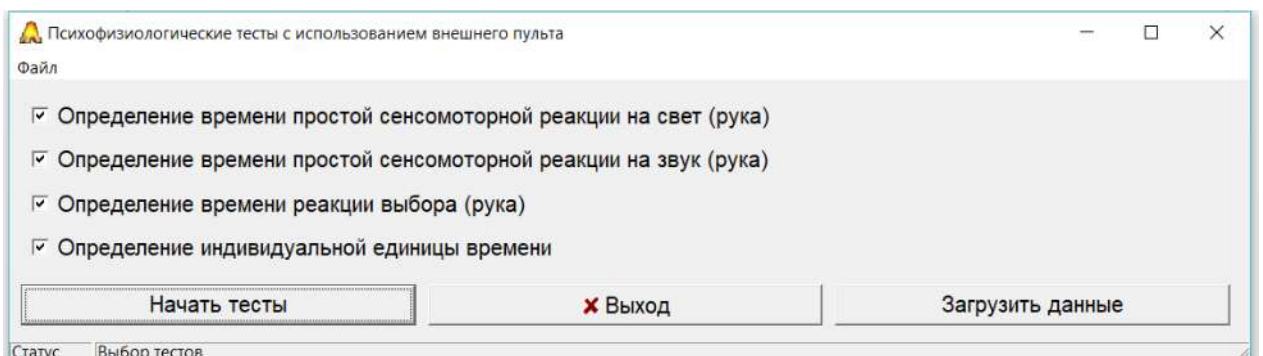 Психофизиологические тесты с использованием внешнего пульта
Файл
Определение времени простой сенсомоторной реакции на свет (рука)
Определение времени простой сенсомоторной реакции на звук (рука)
Определение времени реакции выбора (рука)
Определение индивидуальной единицы времени
Начать тесты Выход Загрузить данные
Статус Выбор тестов